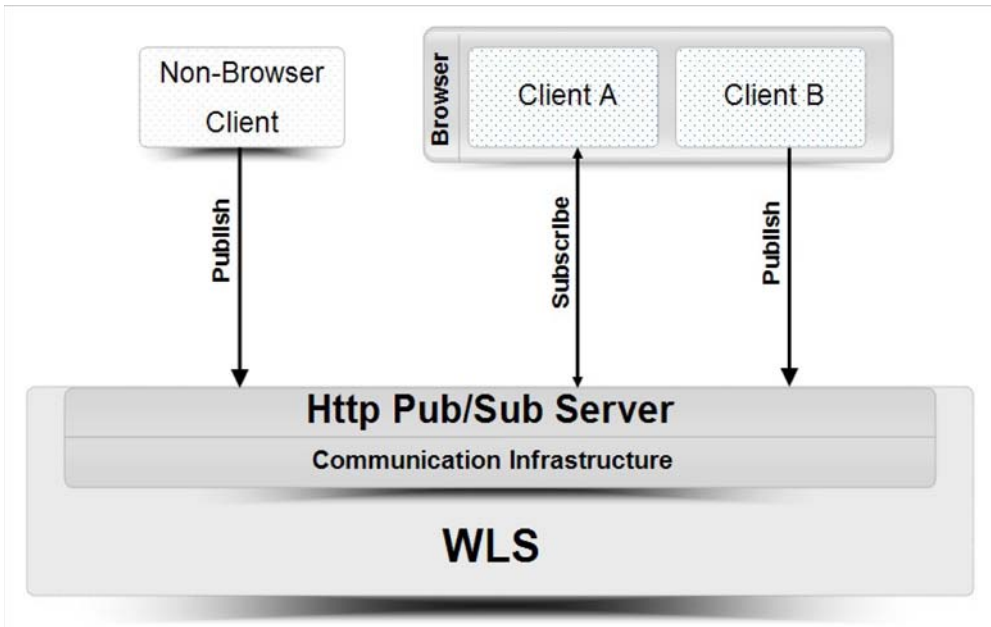 Non-Browser
Client
Browser
Client A
Client B
Publish
Subscribe
Publish
Http Pub/Sub Server
Communication Infrastructure
WLS